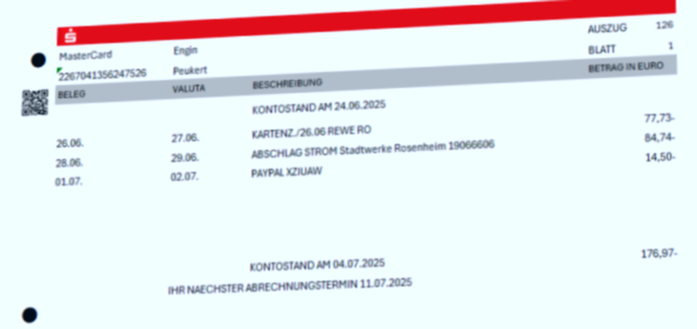 AUSZUG 126
MasterCard Engin
BLATT 1
2267041356247526 Peukert
BELEG VALUTA BESCHREIBUNG BETRAG IN EURO
KONTOSTAND AM 24.06.2025
26.06. 27.06. KARTENZ./26.06 REWE RO 77,73-
28.06. 29.06. ABSCHLAG STROM Stadtwerke Rosenheim 19066606 84,74-
01.07. 02.07. PAYPAL XZIUAW 14,50-
KONTOSTAND AM 04.07.2025 176,97-
IHR NAECHSTER ABRECHNUNGSTERMIN 11.07.2025